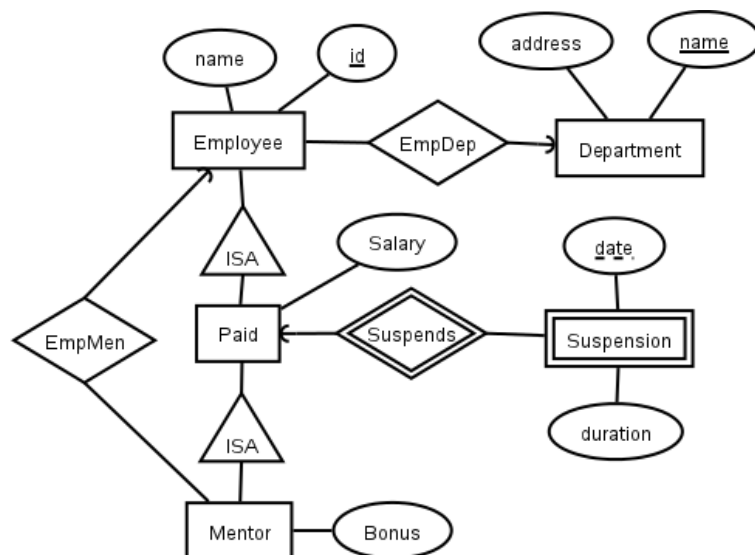 name
id
address
name
Employee
EmpDep
Department
ISA
Salary
date
EmpMen
Paid
Suspends
Suspension
ISA
duration
Mentor
Bonus